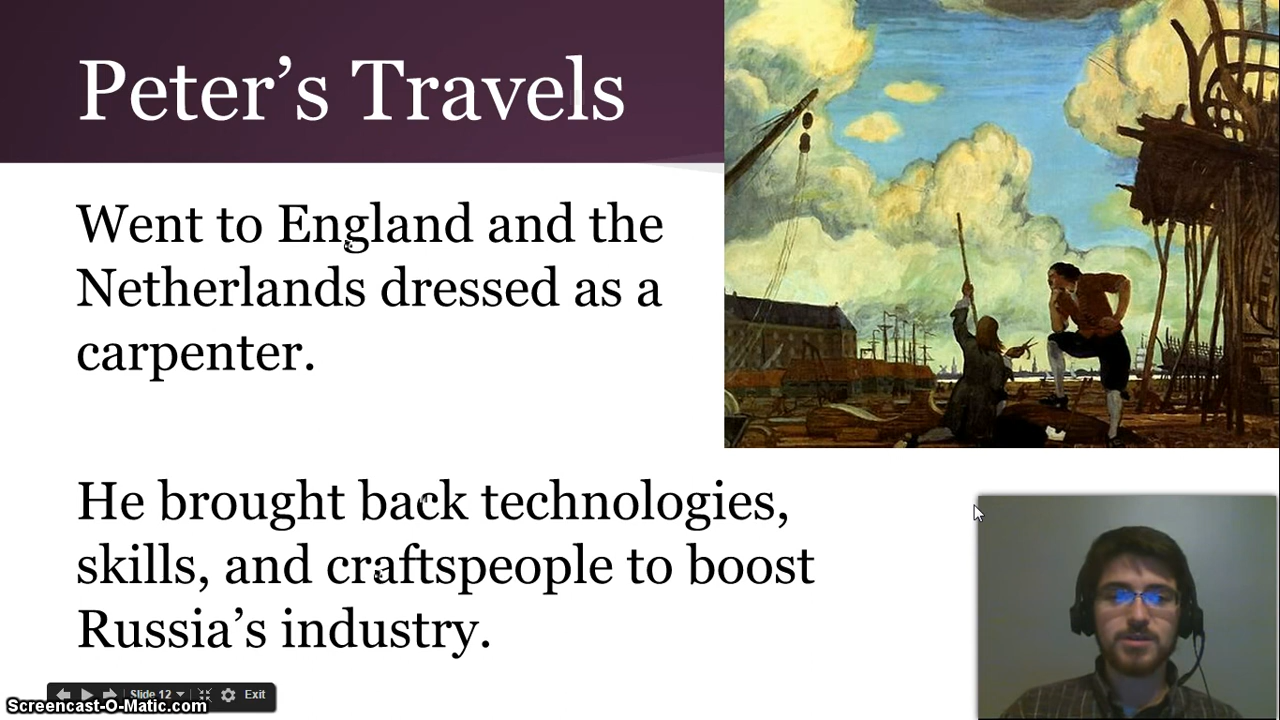 Peter’s Travels
Went to England and the
Netherlands dressed as a
carpenter.
He brought back technologies,
skills, and craftspeople to boost
Russia’s industry.
Slide 12
Exit
Screencast-O-Matic.com